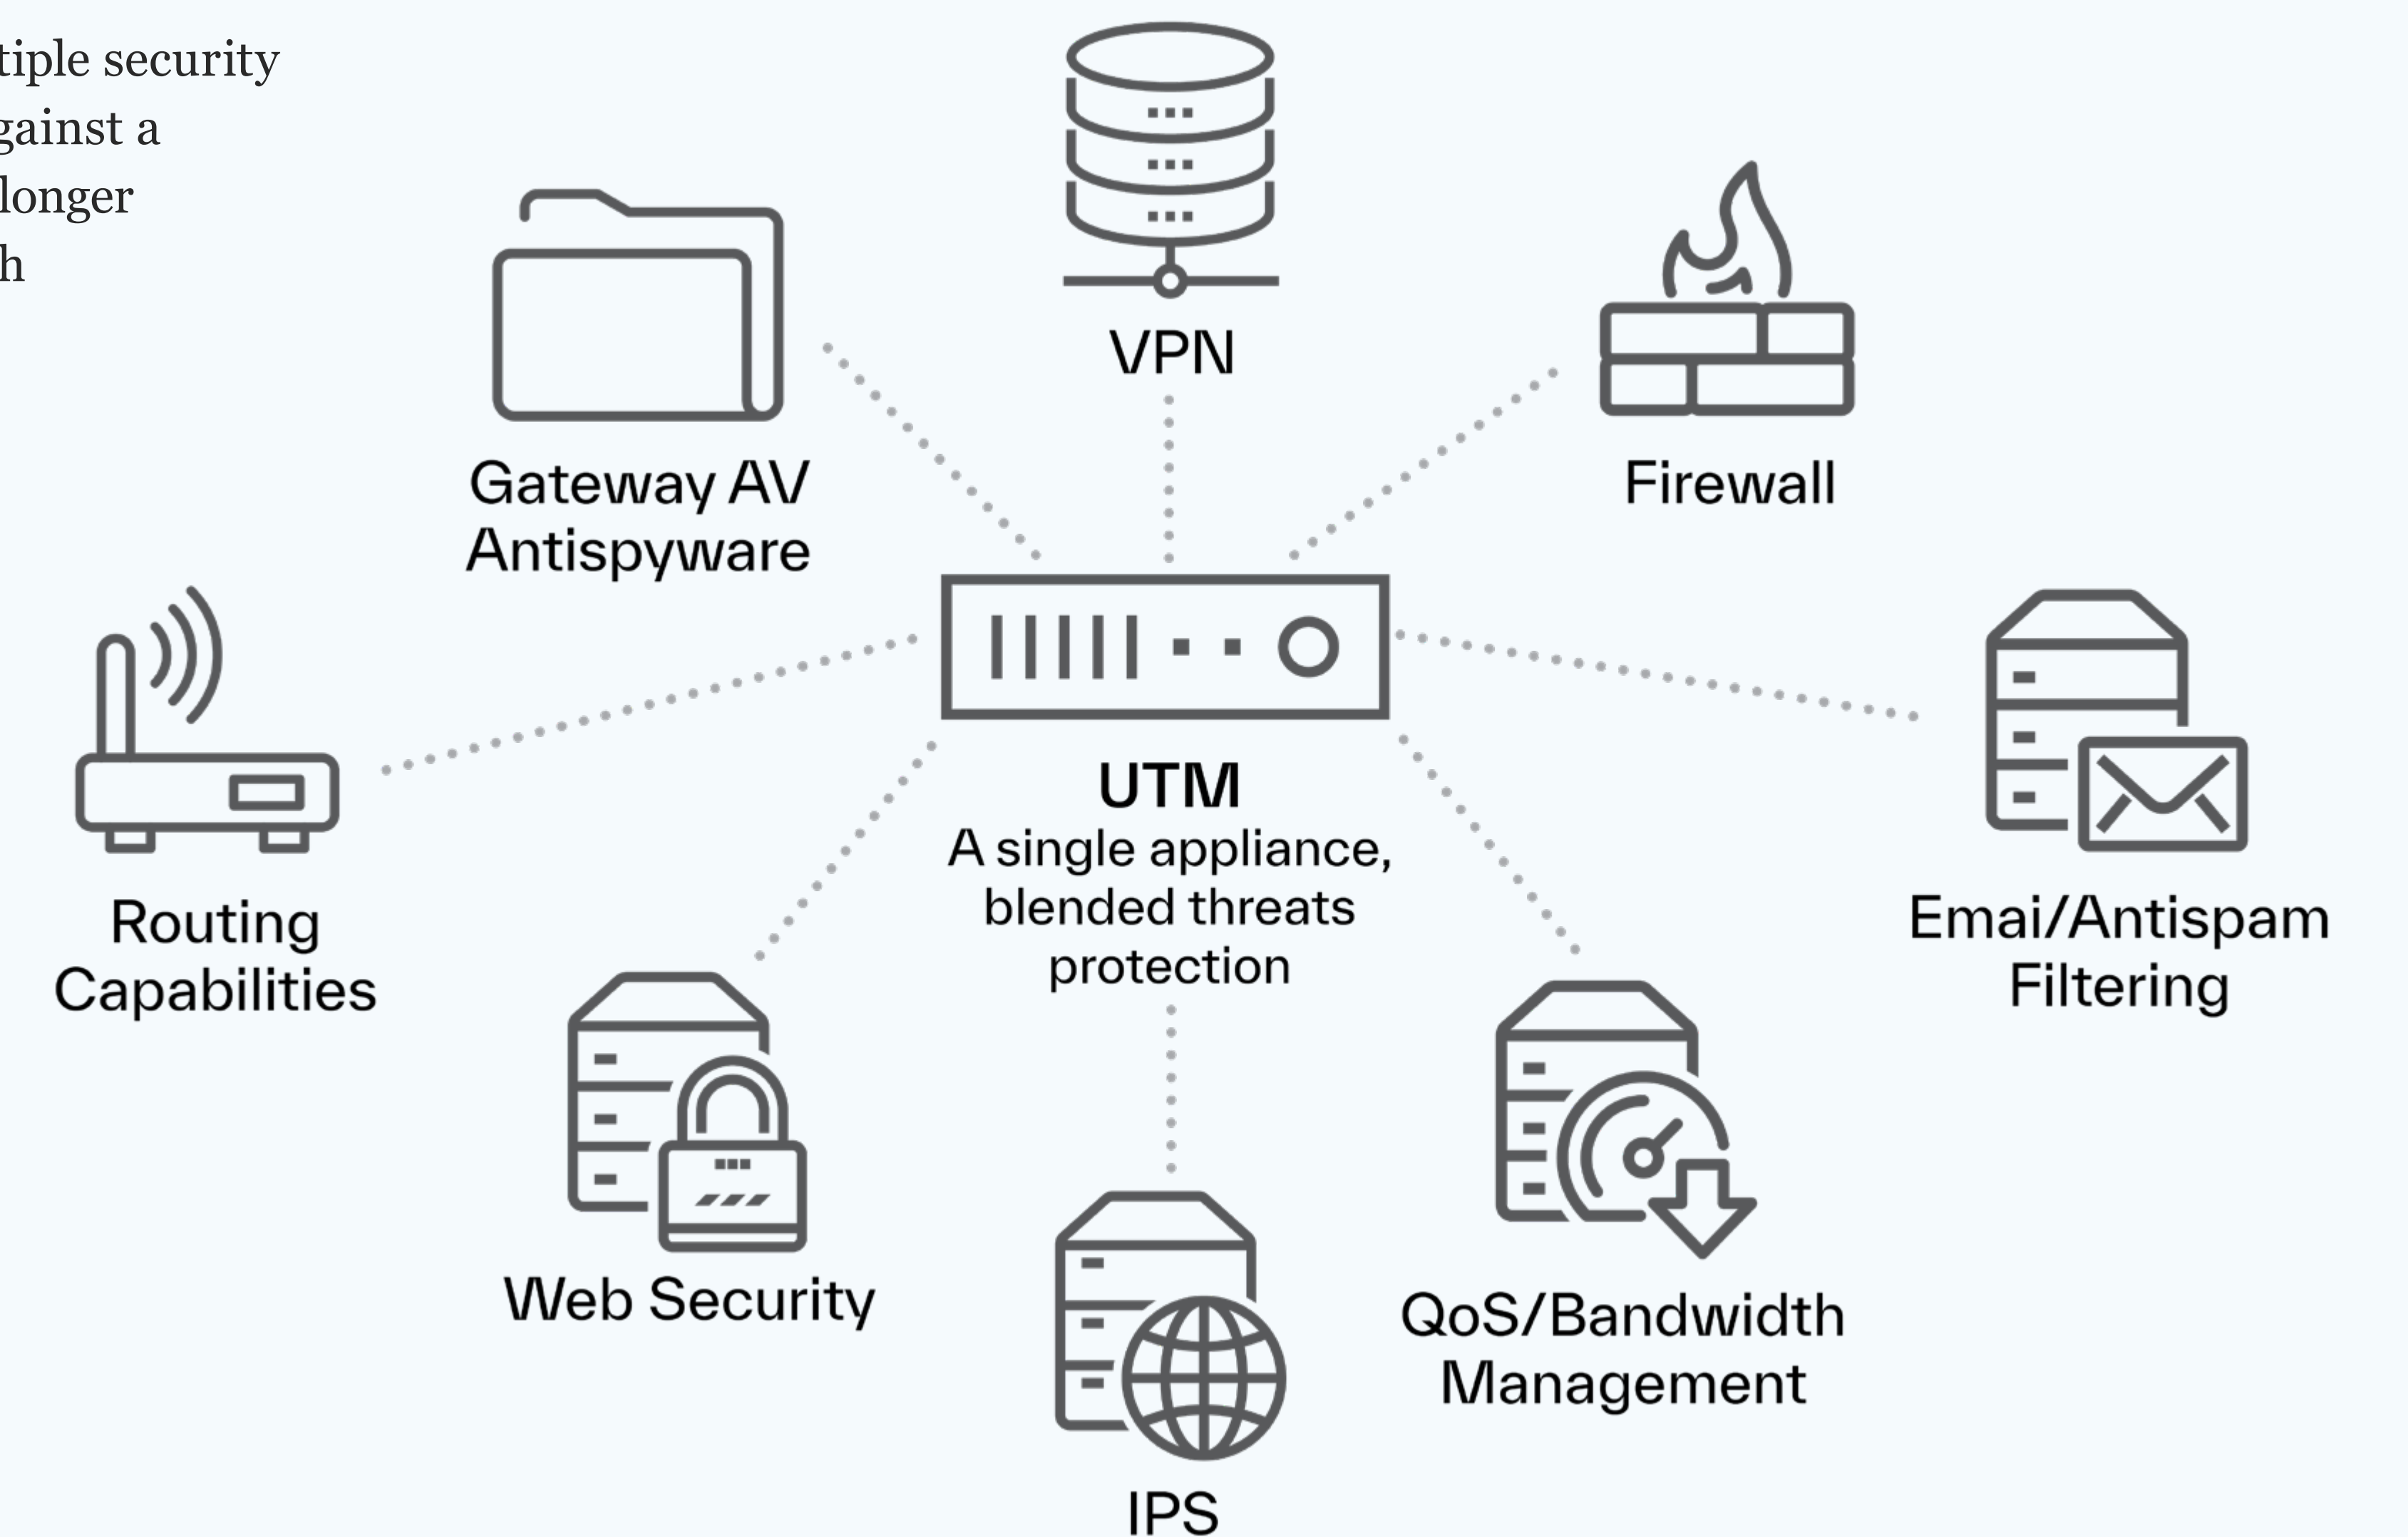 tiple security
gainst a
longer
h
VPN
Gateway AV
Antispyware
Firewall
UTM
A single appliance,
blended threats
protection
Routing
Capabilities
Emai/Antispam
Filtering
Web Security
QoS/Bandwidth
Management
IPS